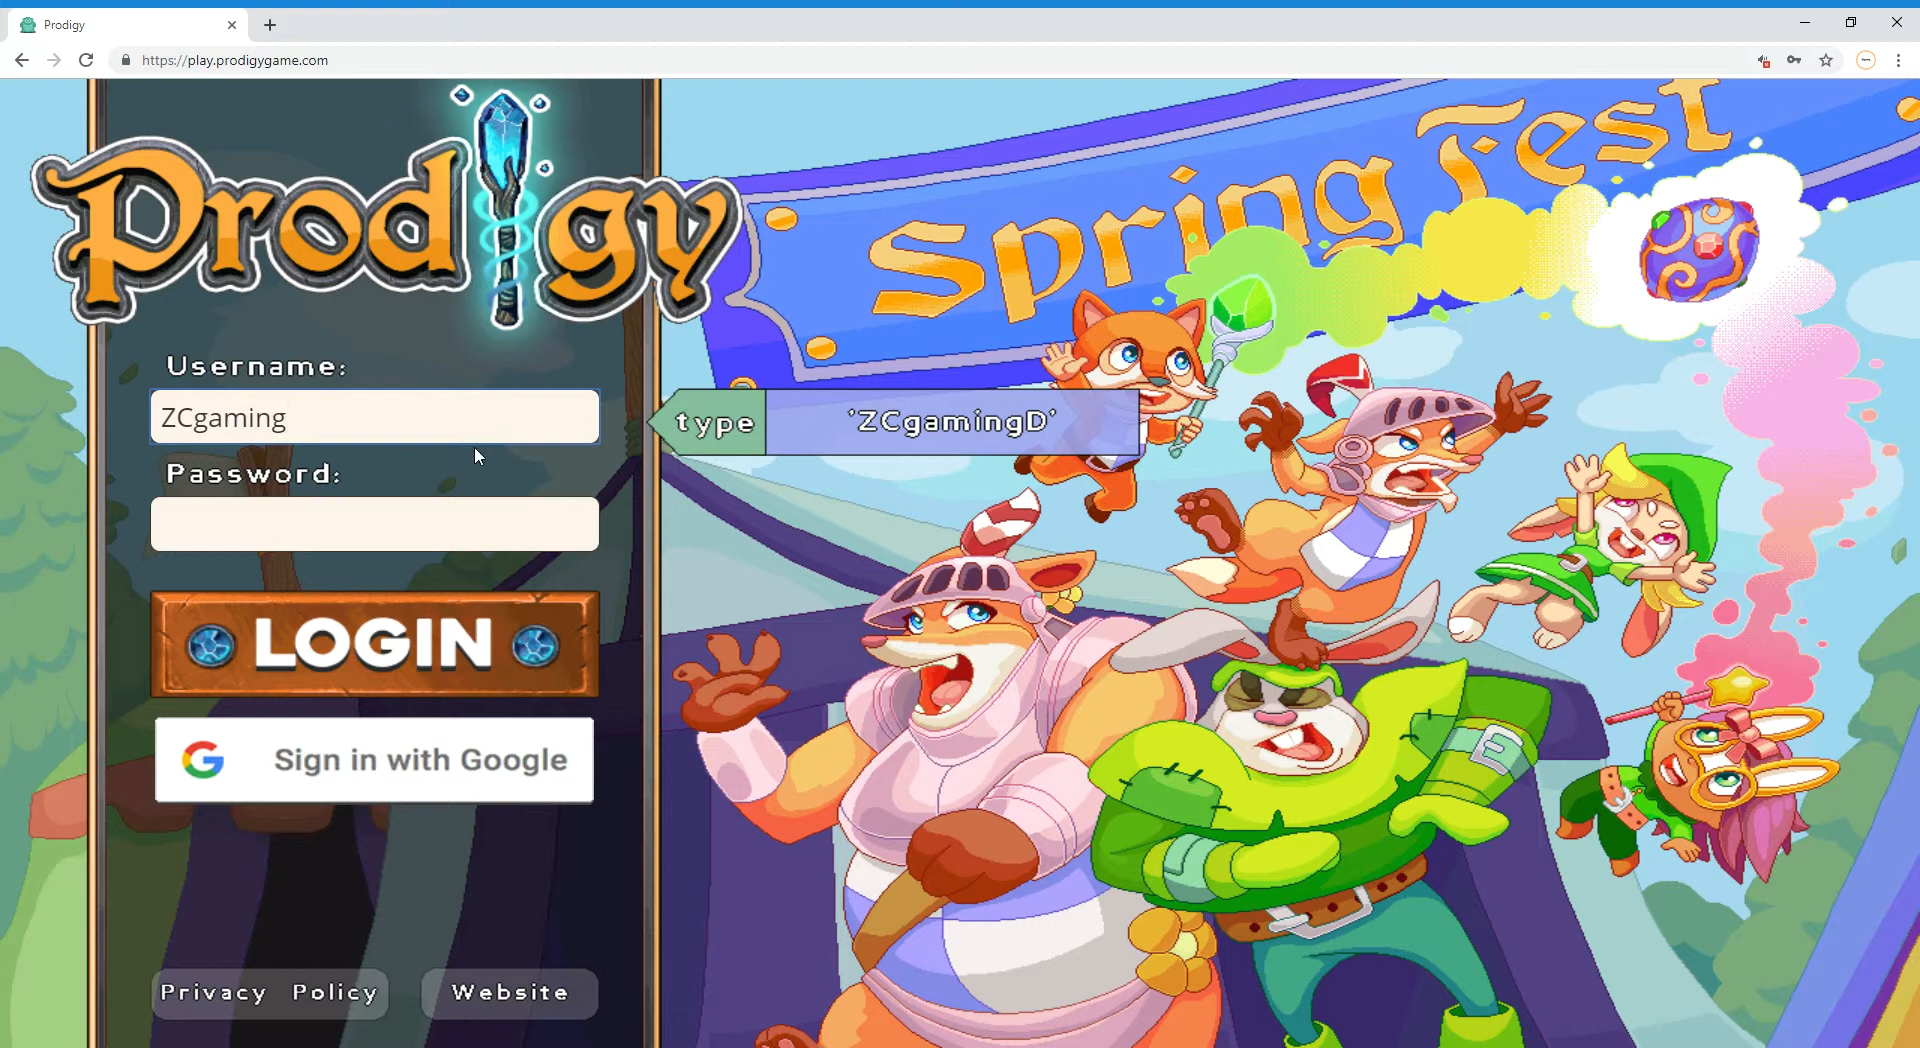 Prodigy
https://play.prodigygame.com
Prodigy
Spring Fest
Username:
ZCgaming
type 'ZCgamingD'
Password:
LOGIN
G Sign in with Google
Privacy Policy
Website